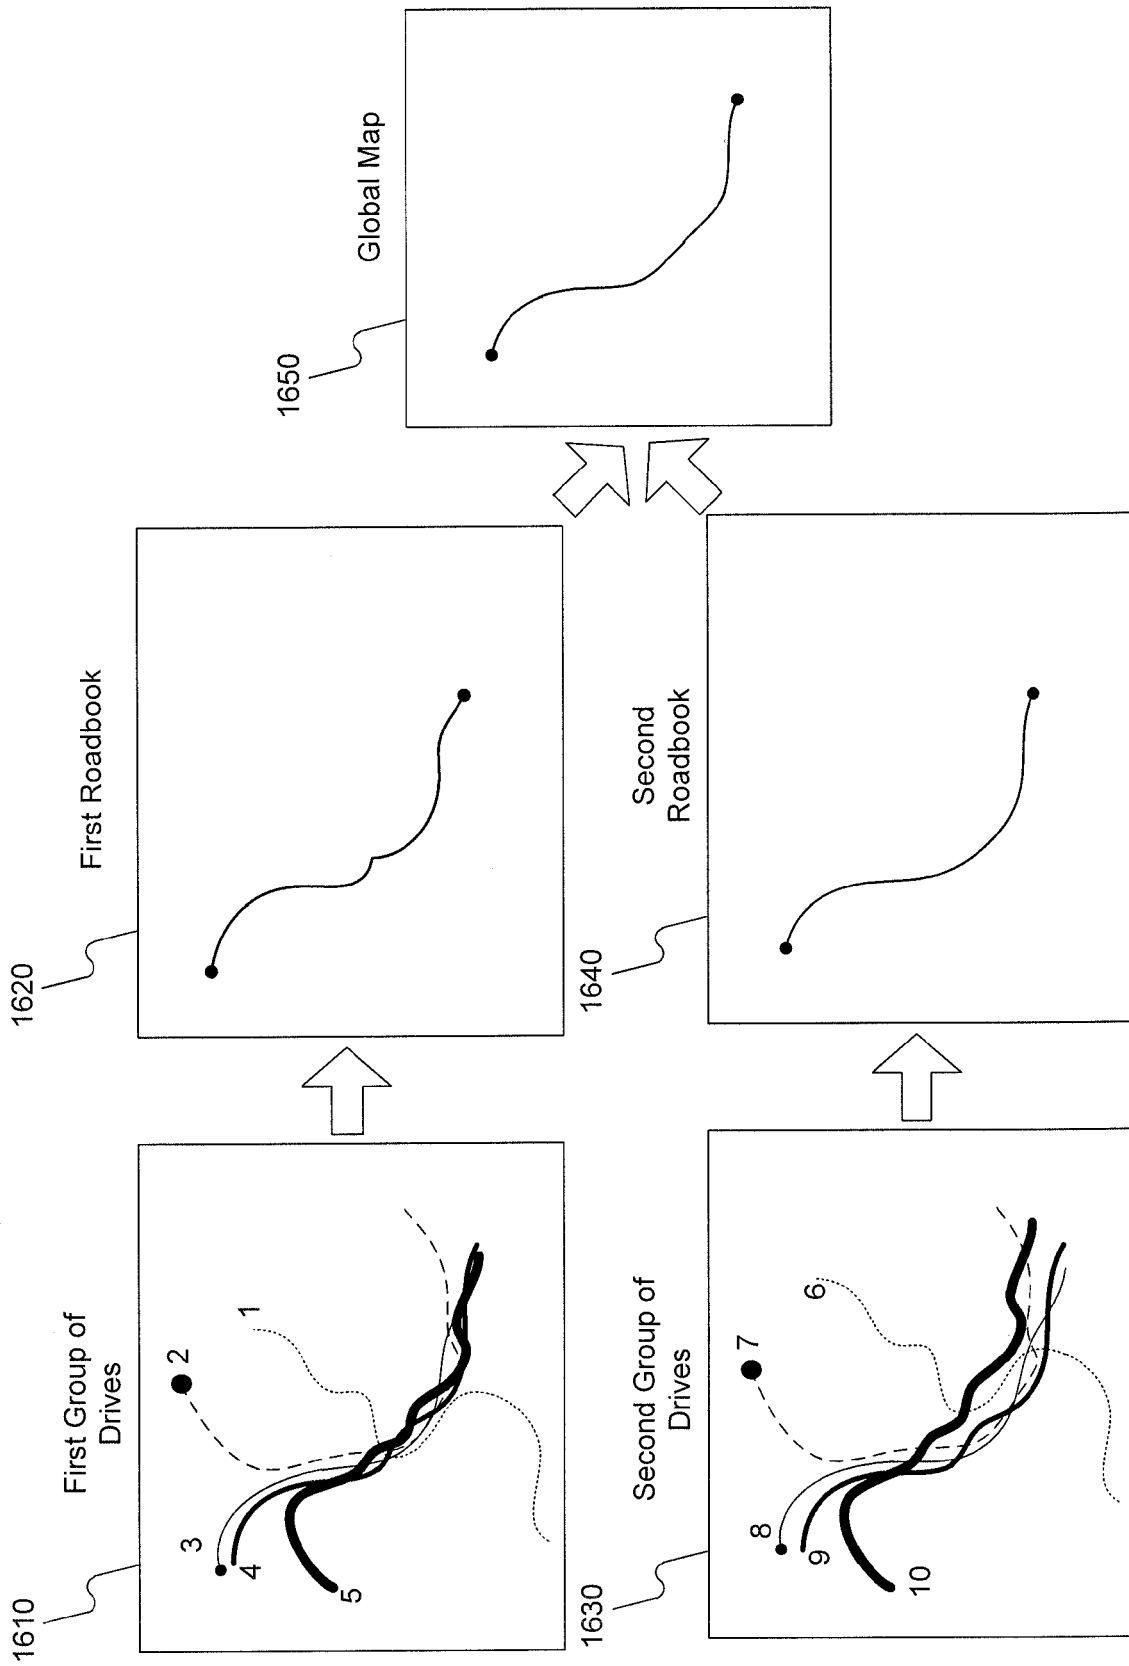 1610
First Group of
Drives
1
2
3
4
5
1620
First Roadbook
1630
Second Group of
Drives
6
7
8
9
10
1640
Second
Roadbook
1650
Global Map